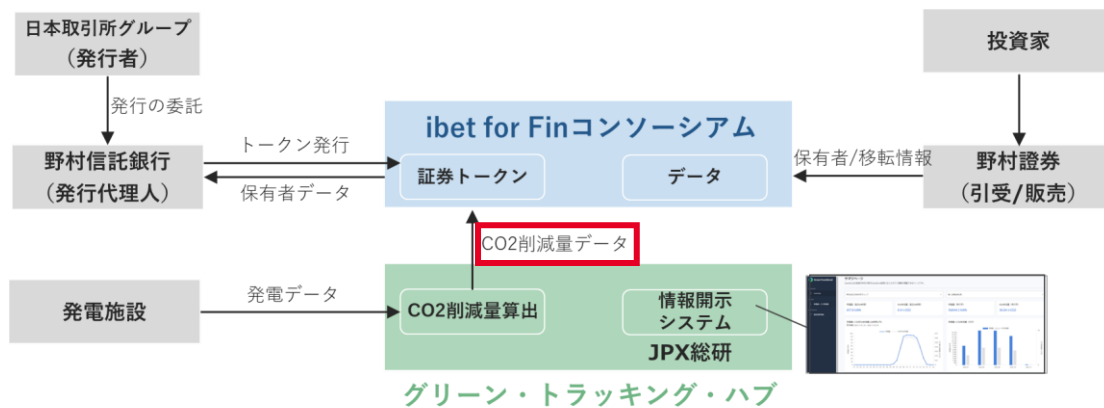 日本取引所グループ
（発行者）
投資家
発行の委託
ibet for Finコンソーシアム
トークン発行
野村信託銀行
（発行代理人）
証券トークン
データ
保有者/移転情報
野村證券
（引受/販売）
保有者データ
CO2削減量データ
発電施設
発電データ
CO2削減量算出
情報開示
システム
JPX総研
グリーン・トラッキング・ハブ